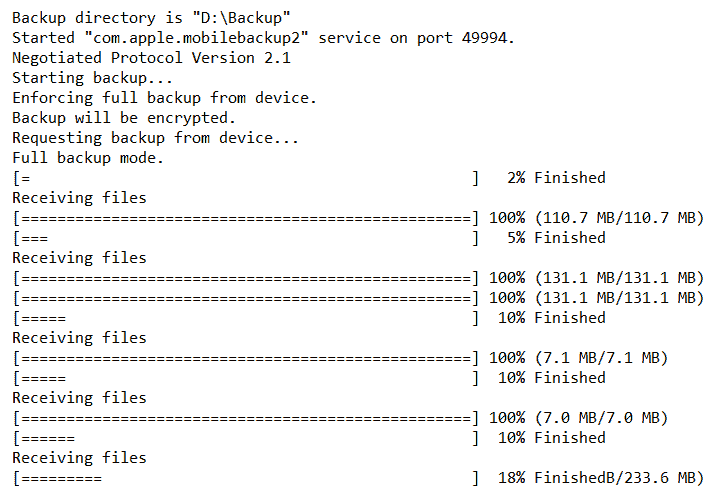 Backup directory is "D:\Backup"
Started "com.apple.mobilebackup2" service on port 49994.
Negotiated Protocol Version 2.1
Starting backup...
Enforcing full backup from device.
Backup will be encrypted.
Requesting backup from device...
Full backup mode.
[=                                                 ]   2% Finished
Receiving files
[==================================================] 100% (110.7 MB/110.7 MB)
[===                                               ]   5% Finished
Receiving files
[==================================================] 100% (131.1 MB/131.1 MB)
[==================================================] 100% (131.1 MB/131.1 MB)
[=====                                             ]  10% Finished
Receiving files
[==================================================] 100% (7.1 MB/7.1 MB)
[=====                                             ]  10% Finished
Receiving files
[==================================================] 100% (7.0 MB/7.0 MB)
[======                                            ]  10% Finished
Receiving files
[=========                                         ]  18% FinishedB/233.6 MB)